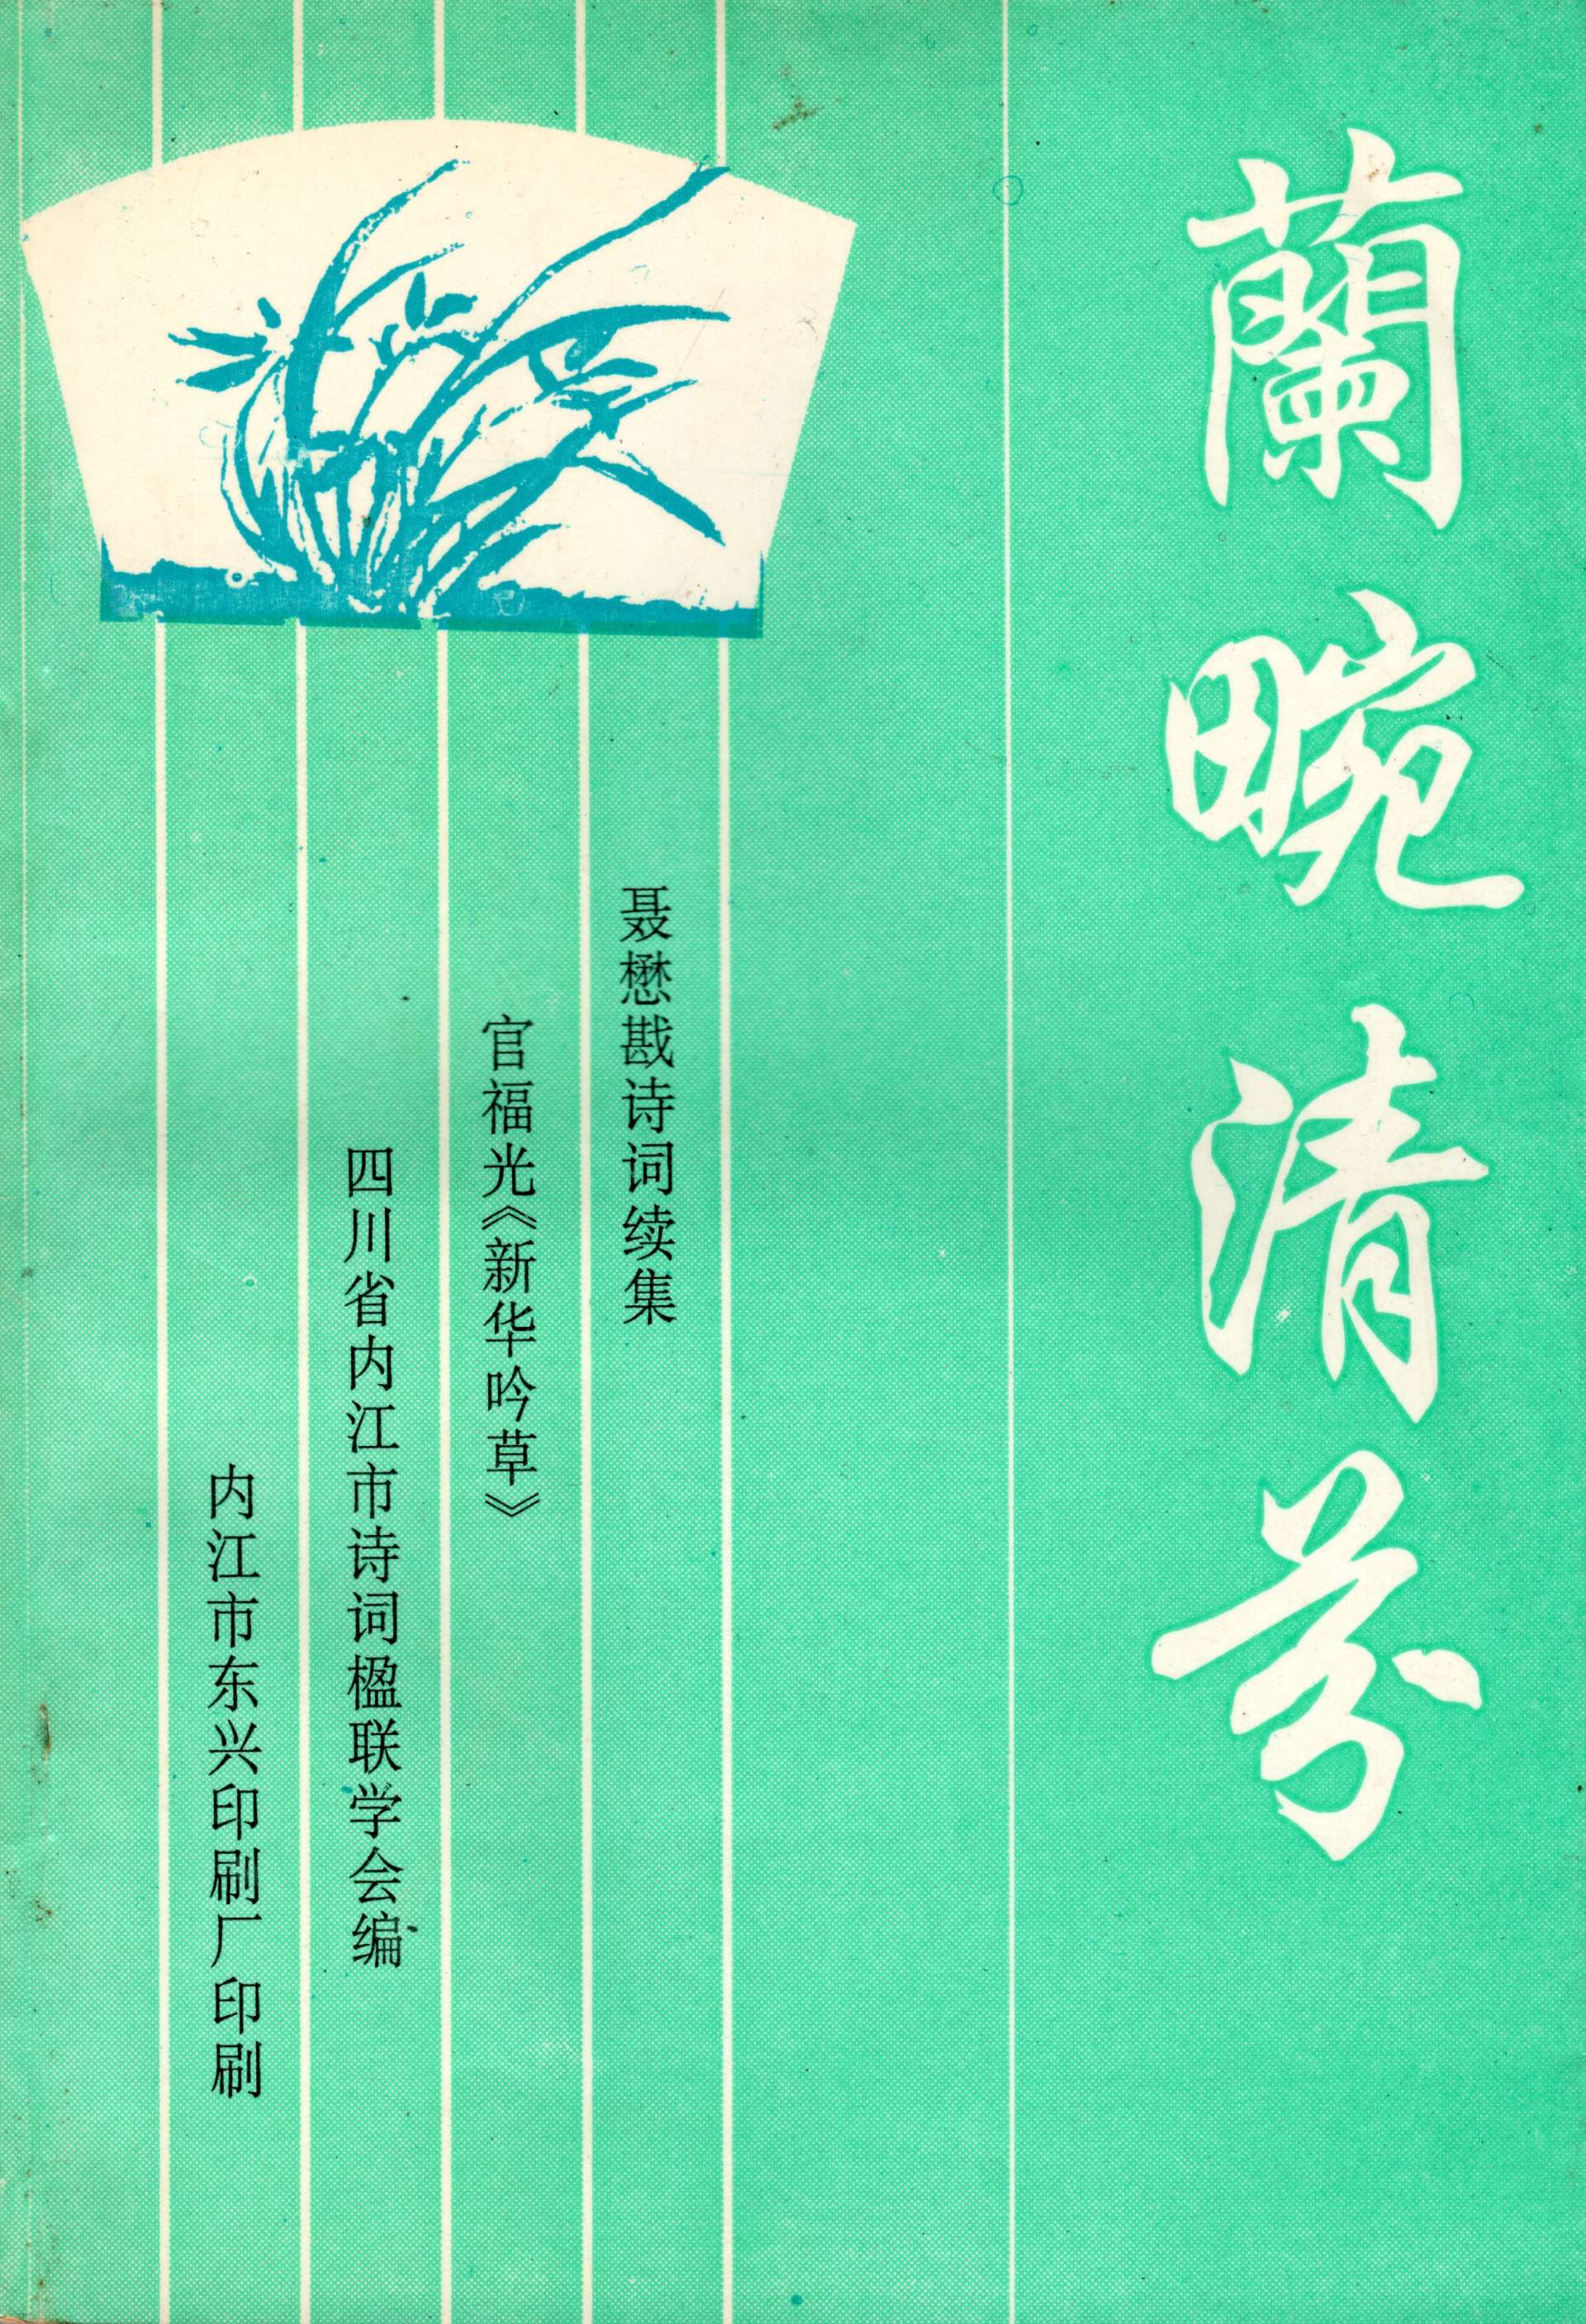 蘭畹清芬
聂懋戡诗词续集
官福光《新华吟草》
四川省内江市诗词楹联学会编
内江市东兴印刷厂印刷